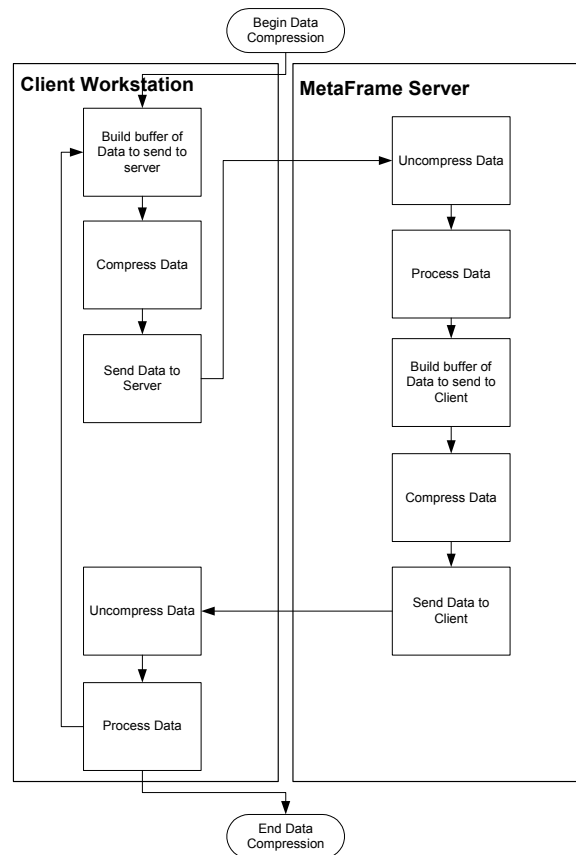 Begin Data
Compression
Client Workstation
Build buffer of
Data to send to
server
Compress Data
Send Data to
Server
Uncompress Data
Process Data
MetaFrame Server
Uncompress Data
Process Data
Build buffer of
Data to send to
Client
Compress Data
Send Data to
Client
End Data
Compression